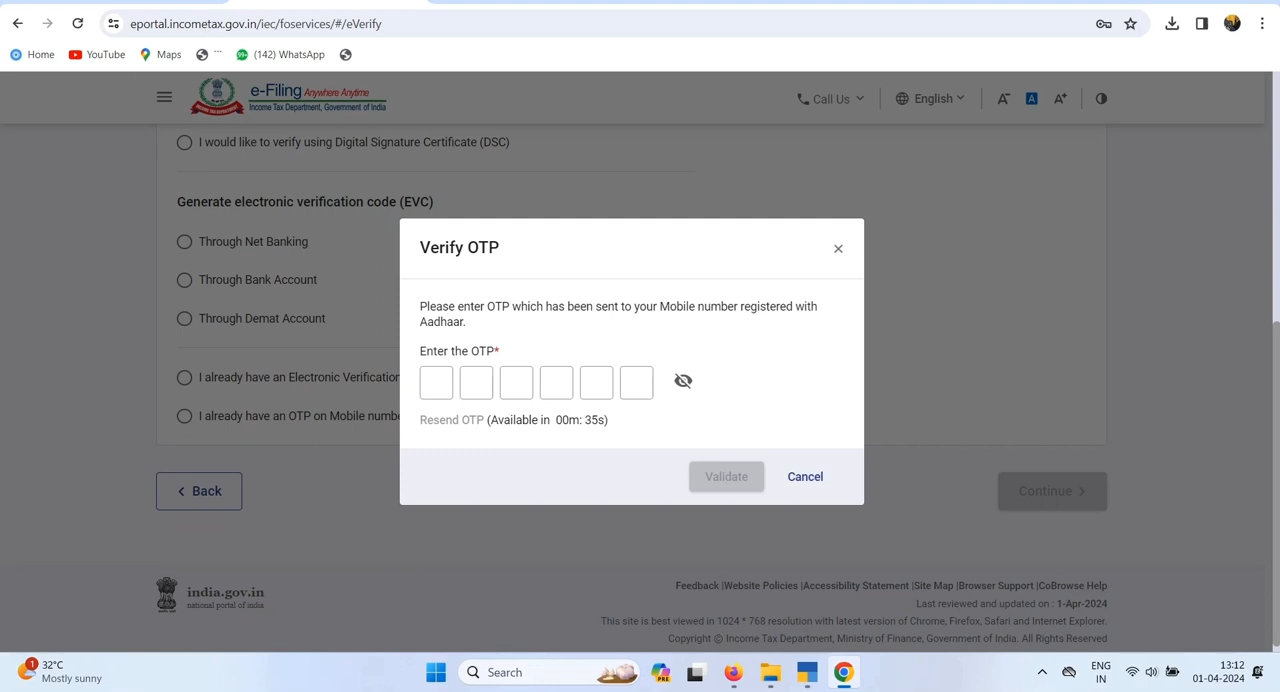 eportal.incometax.gov.in/iec/foservices/#/eVerify
Home YouTube Maps ... 99+ (142) WhatsApp
e-Filing Anywhere Anytime
Income Tax Department, Government of India
Call Us English A- A A+
I would like to verify using Digital Signature Certificate (DSC)
Generate electronic verification code (EVC)
Through Net Banking
Through Bank Account
Through Demat Account
I already have an Electronic Verification
I already have an OTP on Mobile numbe
Verify OTP
Please enter OTP which has been sent to your Mobile number registered with
Aadhaar.
Enter the OTP*
Resend OTP (Available in 00m: 35s)
Validate Cancel
Back Continue
india.gov.in
national portal of india
Feedback |Website Policies |Accessibility Statement |Site Map |Browser Support |CoBrowse Help
Last reviewed and updated on : 1-Apr-2024
This site is best viewed in 1024 * 768 resolution with latest version of Chrome, Firefox, Safari and Internet Explorer.
Copyright © Income Tax Department, Ministry of Finance, Government of India. All Rights Reserved
1 32°C
Mostly sunny
Search
PRE
ENG
IN
13:12
01-04-2024